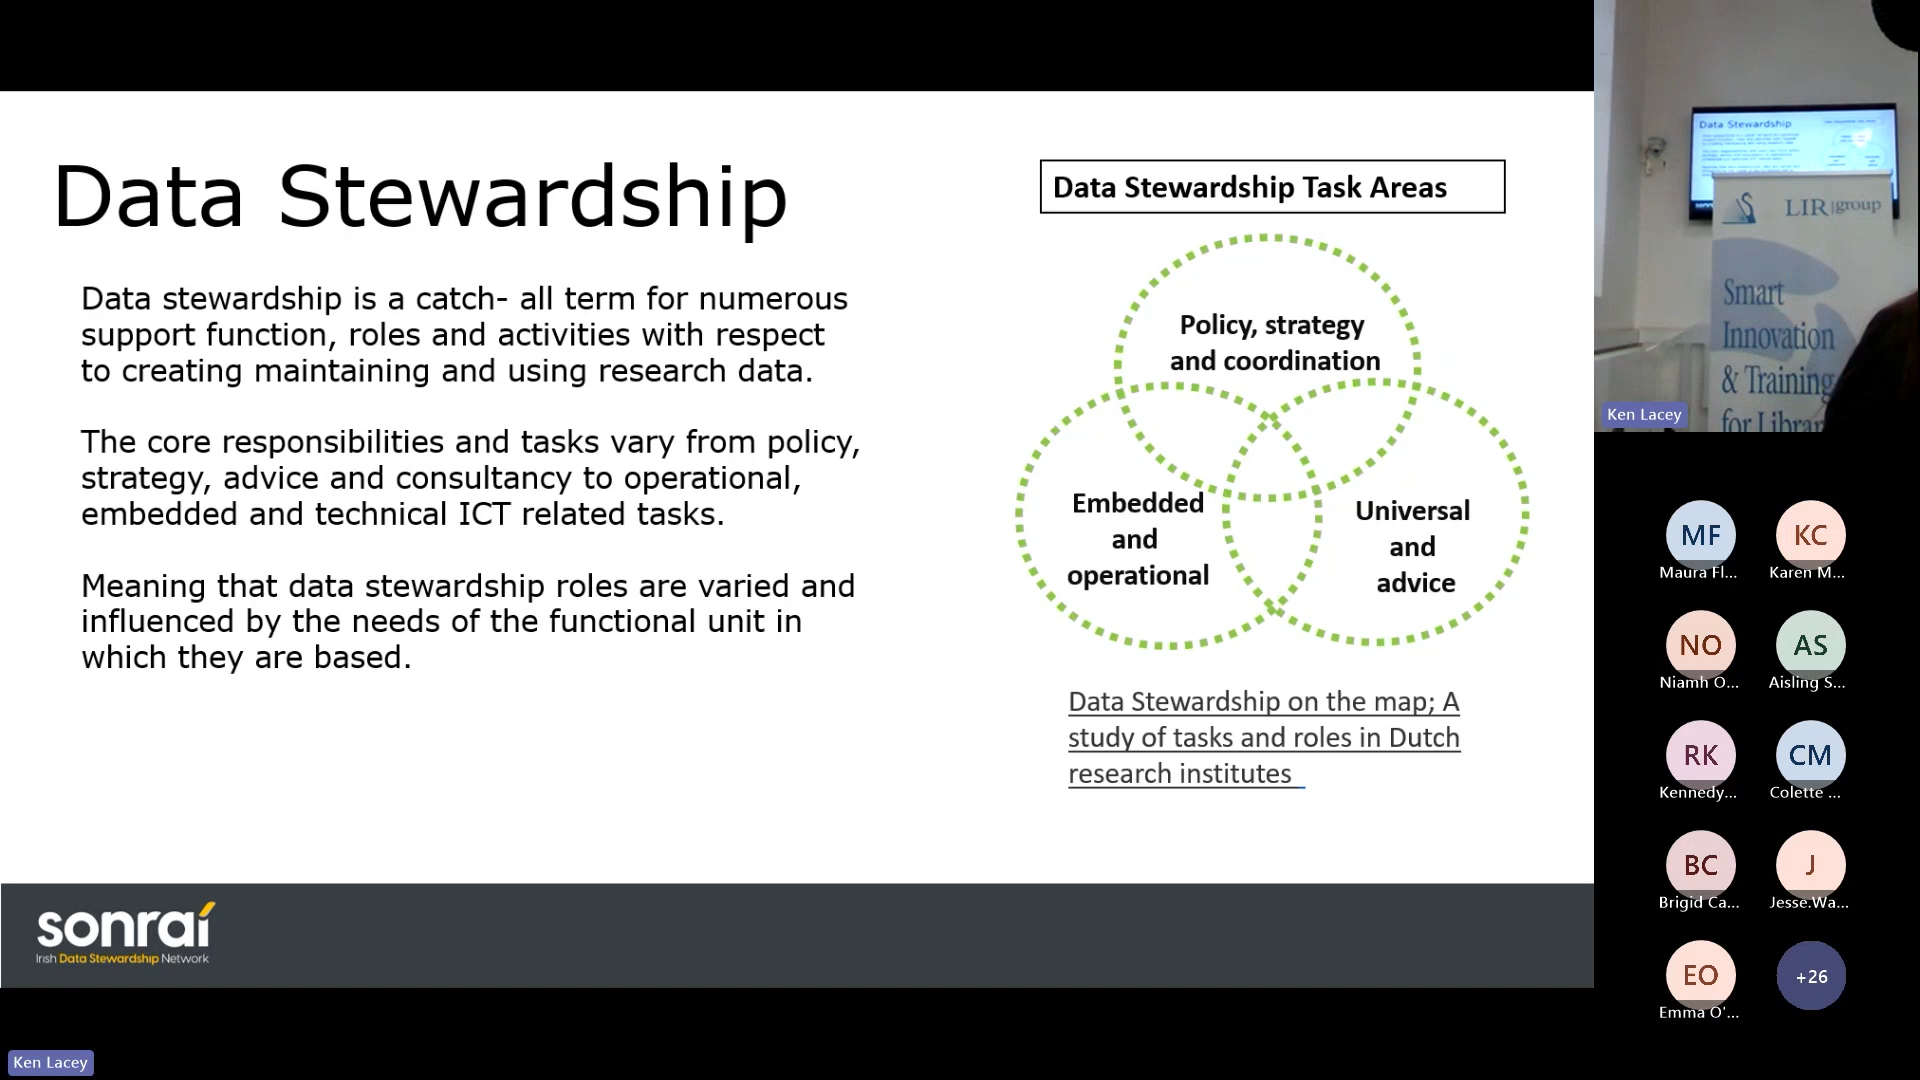 Data Stewardship
Data stewardship is a catch- all term for numerous
support function, roles and activities with respect
to creating maintaining and using research data.
The core responsibilities and tasks vary from policy,
strategy, advice and consultancy to operational,
embedded and technical ICT related tasks.
Meaning that data stewardship roles are varied and
influenced by the needs of the functional unit in
which they are based.
Data Stewardship Task Areas
Policy, strategy
and coordination
Embedded
and
operational
Universal
and
advice
Data Stewardship on the map; A
study of tasks and roles in Dutch
research institutes
sonraí
Irish Data Stewardship Network
Ken Lacey
Data Stewardship
LIR group
Smart
Innovation
& Training
for Librar
Ken Lacey
MF
Maura Fl...
KC
Karen M...
NO
Niamh O...
AS
Aisling S...
RK
Kennedy...
CM
Colette ...
BC
Brigid Ca...
J
Jesse.Wa...
EO
Emma O'...
+26